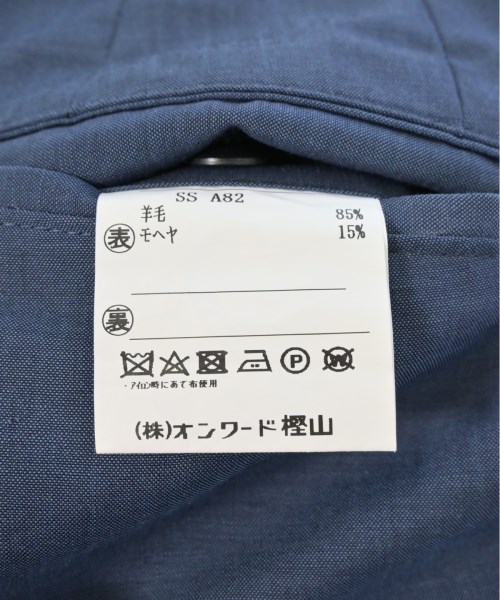 SS A82
羊毛 85%
表 モヘヤ 15%
裏
P W
・アイロン時にあて布使用
(株)オンワード樫山